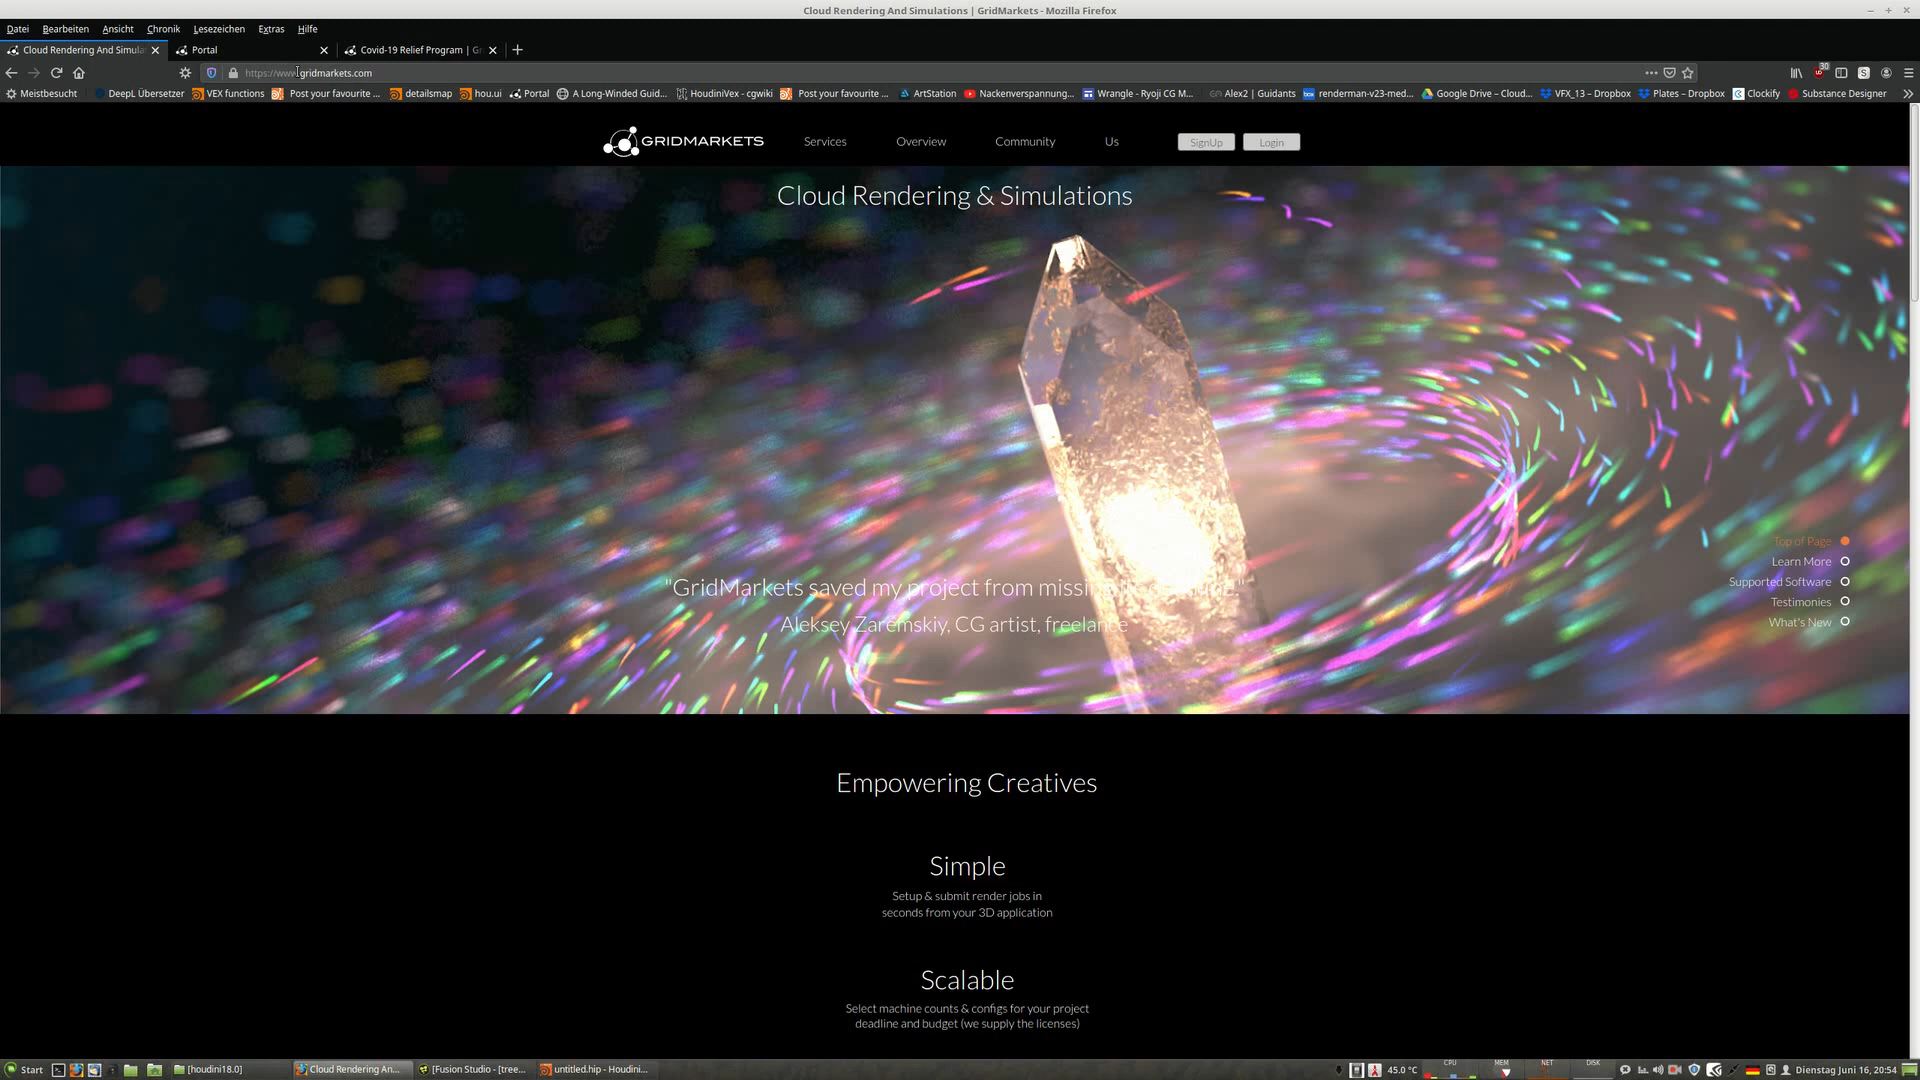 Cloud Rendering And Simulations | GridMarkets - Mozilla Firefox
Datei Bearbeiten Ansicht Chronik Lesezeichen Extras Hilfe
Cloud Rendering And Simula
Portal
Covid-19 Relief Program | G
https://www.gridmarkets.com
30
Meistbesucht
DeepL Übersetzer
VEX functions
Post your favourite ...
detailsmap
hou.ui
Portal
A Long-Winded Guid...
HoudiniVex - cgwiki
Post your favourite ...
ArtStation
Nackenverspannung...
Wrangle - Ryoji CG M...
Alex2 | Guidants
renderman-v23-med...
Google Drive – Cloud...
VFX_13 – Dropbox
Plates – Dropbox
Clockify
Substance Designer
GRIDMARKETS
Services
Overview
Community
Us
SignUp
Login
Cloud Rendering & Simulations
"GridMarkets saved my project from missing
Aleksey Zaremskiy, CG artist, freelance
Top of Page
Learn More
Supported Software
Testimonies
What's New
Empowering Creatives
Simple
Setup & submit render jobs in
seconds from your 3D application
Scalable
Select machine counts & configs for your project
deadline and budget (we supply the licenses)
Start
[houdini18.0]
Cloud Rendering An...
[Fusion Studio - [tree...
untitled.hip - Houdini...
45.0 °C
CPU
MEM
NET
DISK
Dienstag Juni 16, 20:54